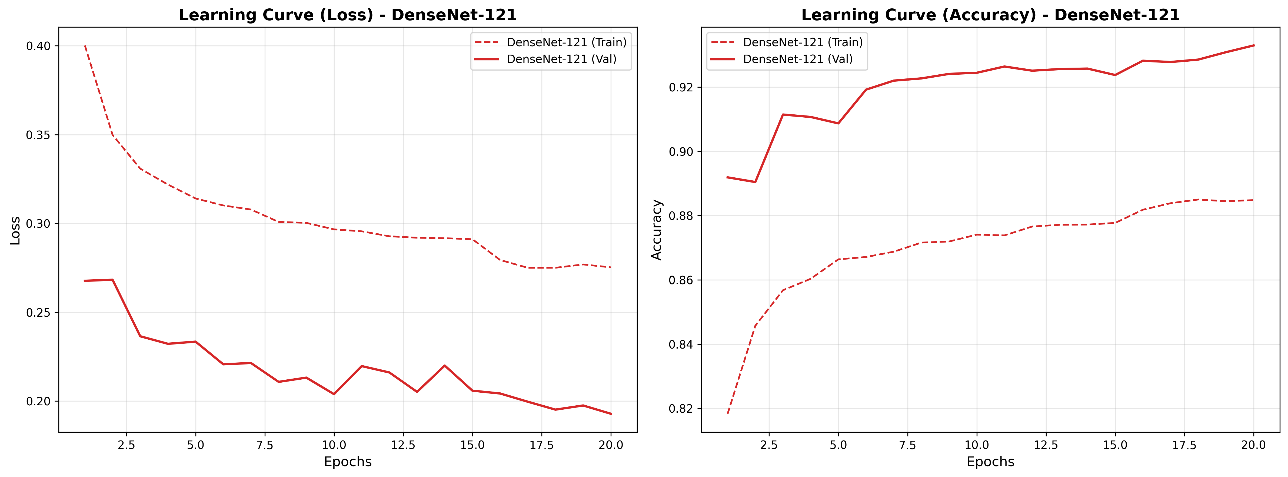 Learning Curve (Loss) - DenseNet-121
DenseNet-121 (Train)
DenseNet-121 (Val)
0.40
0.35
0.30
0.25
0.20
Loss
2.5 5.0 7.5 10.0 12.5 15.0 17.5 20.0
Epochs
Learning Curve (Accuracy) - DenseNet-121
DenseNet-121 (Train)
DenseNet-121 (Val)
0.92
0.90
0.88
0.86
0.84
0.82
Accuracy
2.5 5.0 7.5 10.0 12.5 15.0 17.5 20.0
Epochs